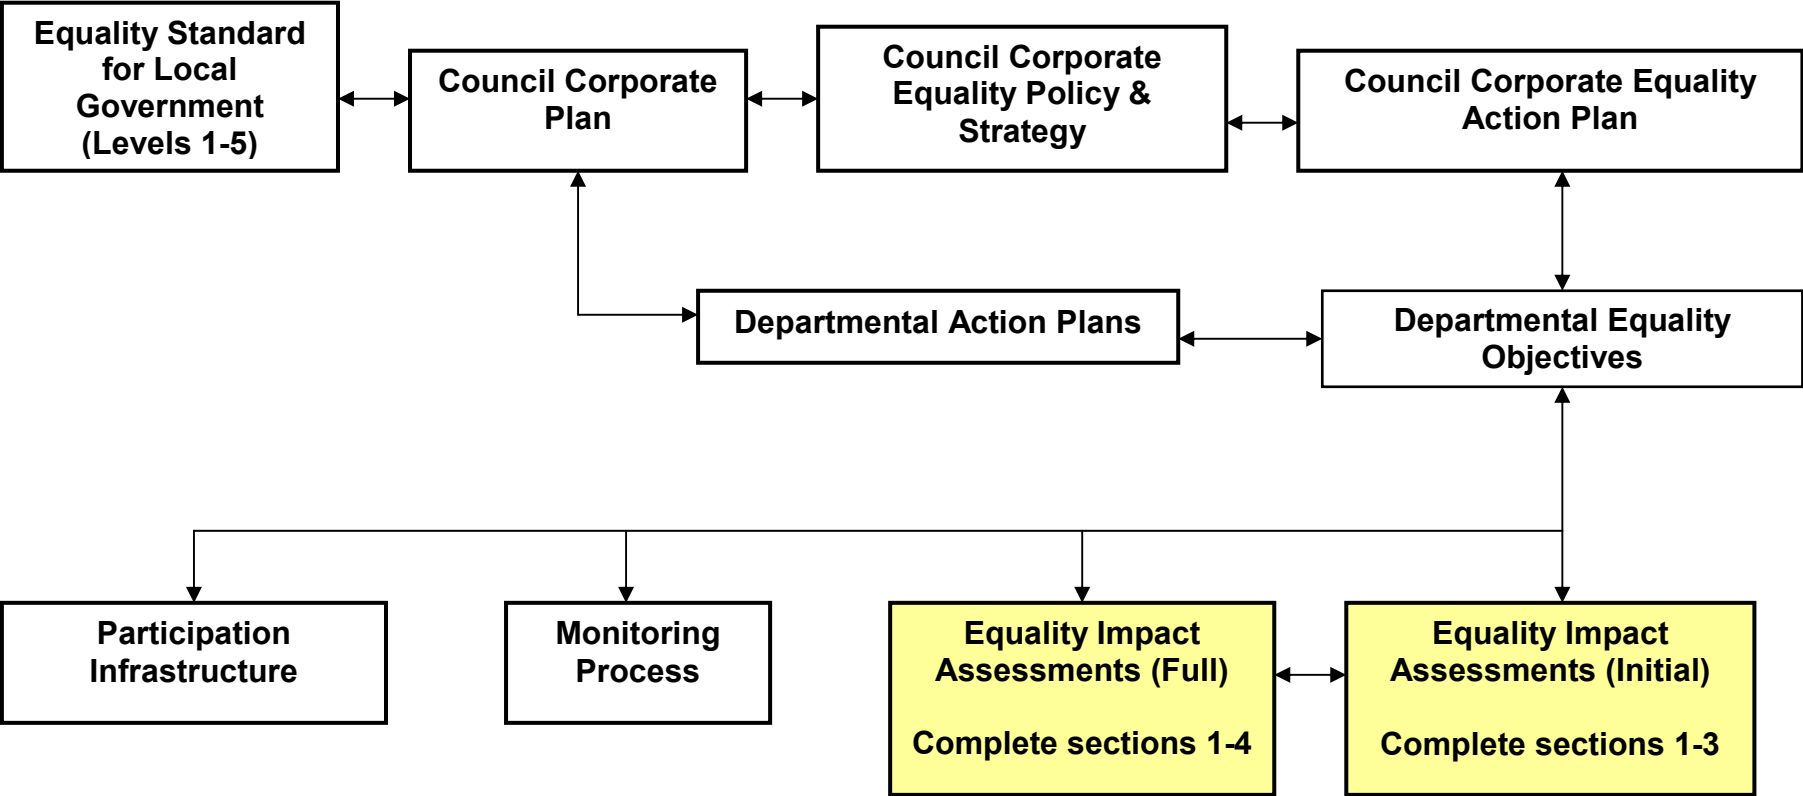 Equality Standard
for Local
Government
(Levels 1-5)
Council Corporate
Plan
Council Corporate
Equality Policy &
Strategy
Council Corporate Equality
Action Plan
Departmental Action Plans
Departmental Equality
Objectives
Participation
Infrastructure
Monitoring
Process
Equality Impact
Assessments (Full)
Complete sections 1-4
Equality Impact
Assessments (Initial)
Complete sections 1-3